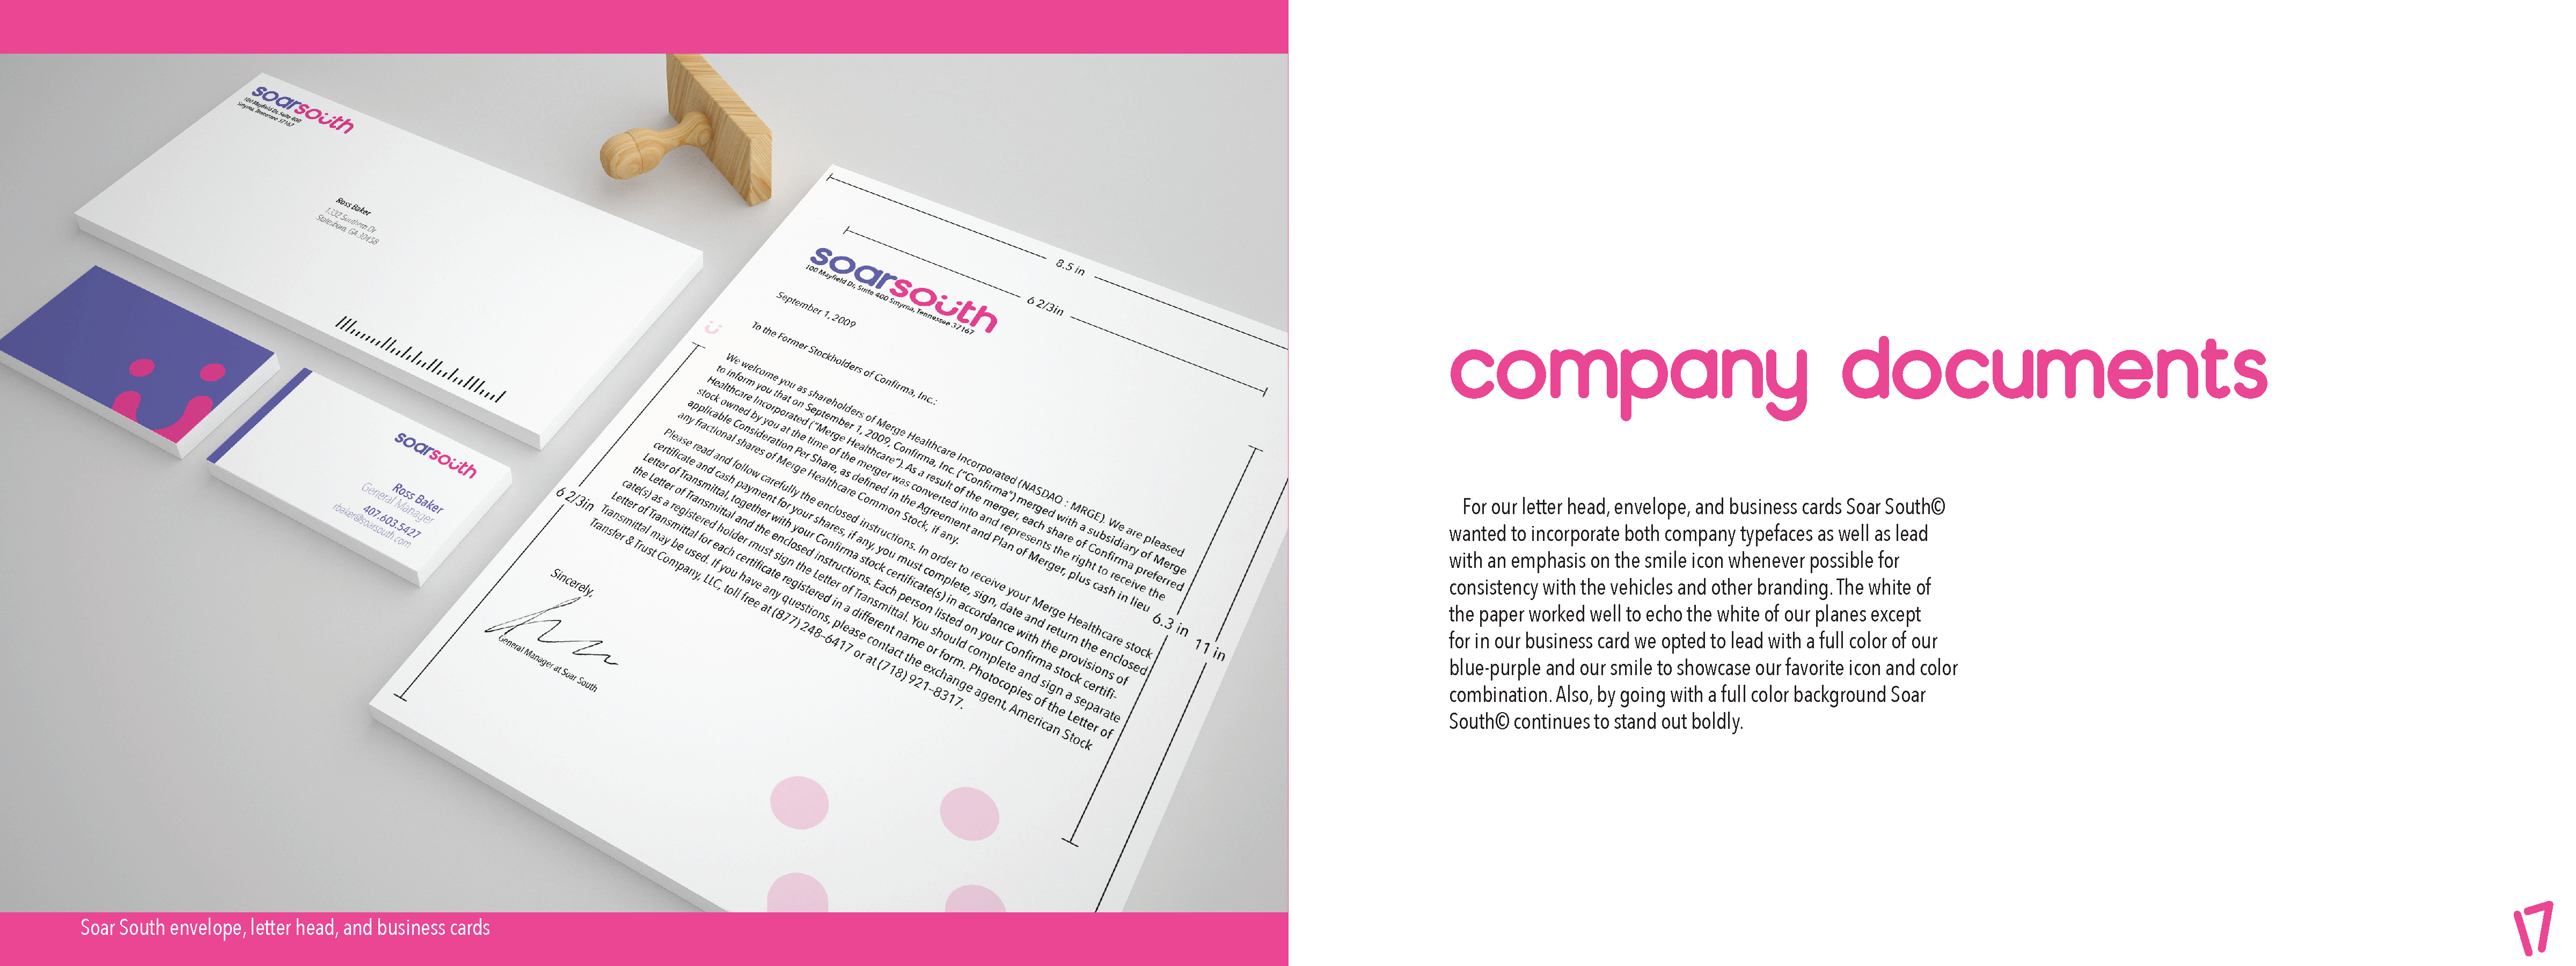 soarsouth
100 Mayfield Dr, Suite 400
Smyrna, Tennessee 37167
Ross Baker
1332 Southern Dr
Statesboro, GA 30458
soarsouth
Ross Baker
General Manager
407.603.5427
rbaker@soarsouth.com
8.5 in
6 2/3in
soarsouth
100 Mayfield Dr, Suite 400 Smyrna, Tennessee 37167
September 1, 2009
To the Former Stockholders of Confirma, Inc.:
We welcome you as shareholders of Merge Healthcare Incorporated (NASDAQ : MRGE). We are pleased
to inform you that on September 1, 2009, Confirma, Inc. (“Confirma”) merged with a subsidiary of Merge
Healthcare Incorporated (“Merge Healthcare”). As a result of the merger, each share of Confirma preferred
stock owned by you at the time of the merger was converted into and represents the right to receive the
applicable Consideration Per Share, as defined in the Agreement and Plan of Merger, plus cash in lieu
any fractional shares of Merge Healthcare Common Stock, if any.
Please read and follow carefully the enclosed instructions. In order to receive your Merge Healthcare stock
certificate and cash payment for your shares, if any, you must complete, sign, date and return the enclosed
Letter of Transmittal, together with your Confirma stock certificate(s) in accordance with the provisions of
the Letter of Transmittal and the enclosed instructions. Each person listed on your Confirma stock certifi-
cate(s) as a registered holder must sign the Letter of Transmittal. You should complete and sign a separate
Letter of Transmittal for each certificate registered in a different name or form. Photocopies of the Letter of
Transmittal may be used. If you have any questions, please contact the exchange agent, American Stock
Transfer & Trust Company, LLC, toll free at (877) 248-6417 or at (718) 921-8317.
6 2/3in
6.3 in
11 in
Sincerely,
General Manager at Soar South
Soar South envelope, letter head, and business cards
company documents
For our letter head, envelope, and business cards Soar South©
wanted to incorporate both company typefaces as well as lead
with an emphasis on the smile icon whenever possible for
consistency with the vehicles and other branding. The white of
the paper worked well to echo the white of our planes except
for in our business card we opted to lead with a full color of our
blue-purple and our smile to showcase our favorite icon and color
combination. Also, by going with a full color background Soar
South© continues to stand out boldly.
17